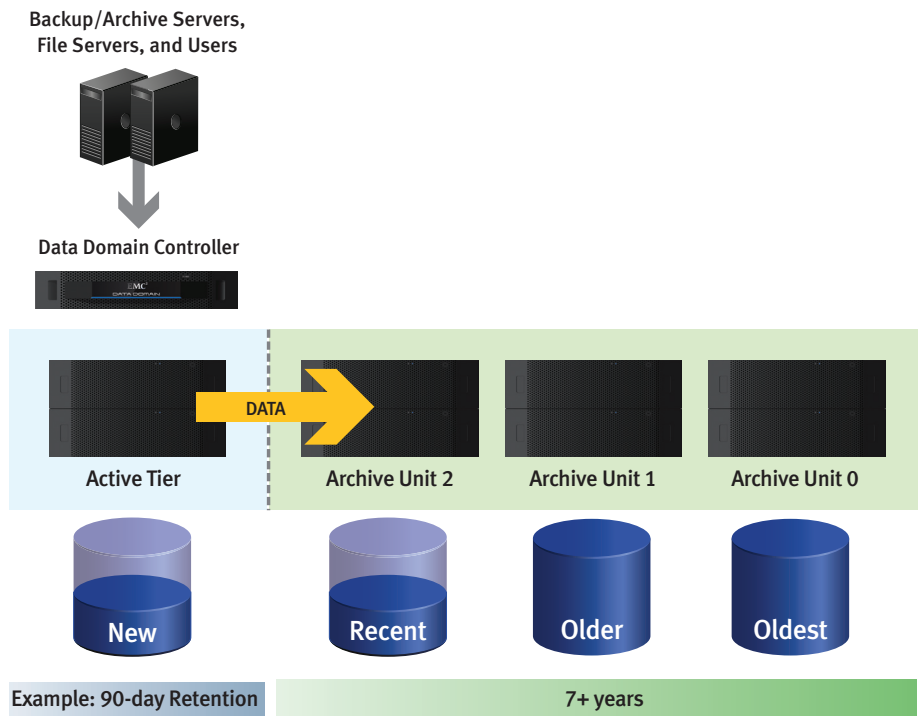 Backup/Archive Servers,
File Servers, and Users
Data Domain Controller
EMC²
DATA DOMAIN
DATA
Active Tier
Archive Unit 2
Archive Unit 1
Archive Unit 0
New
Recent
Older
Oldest
Example: 90-day Retention
7+ years